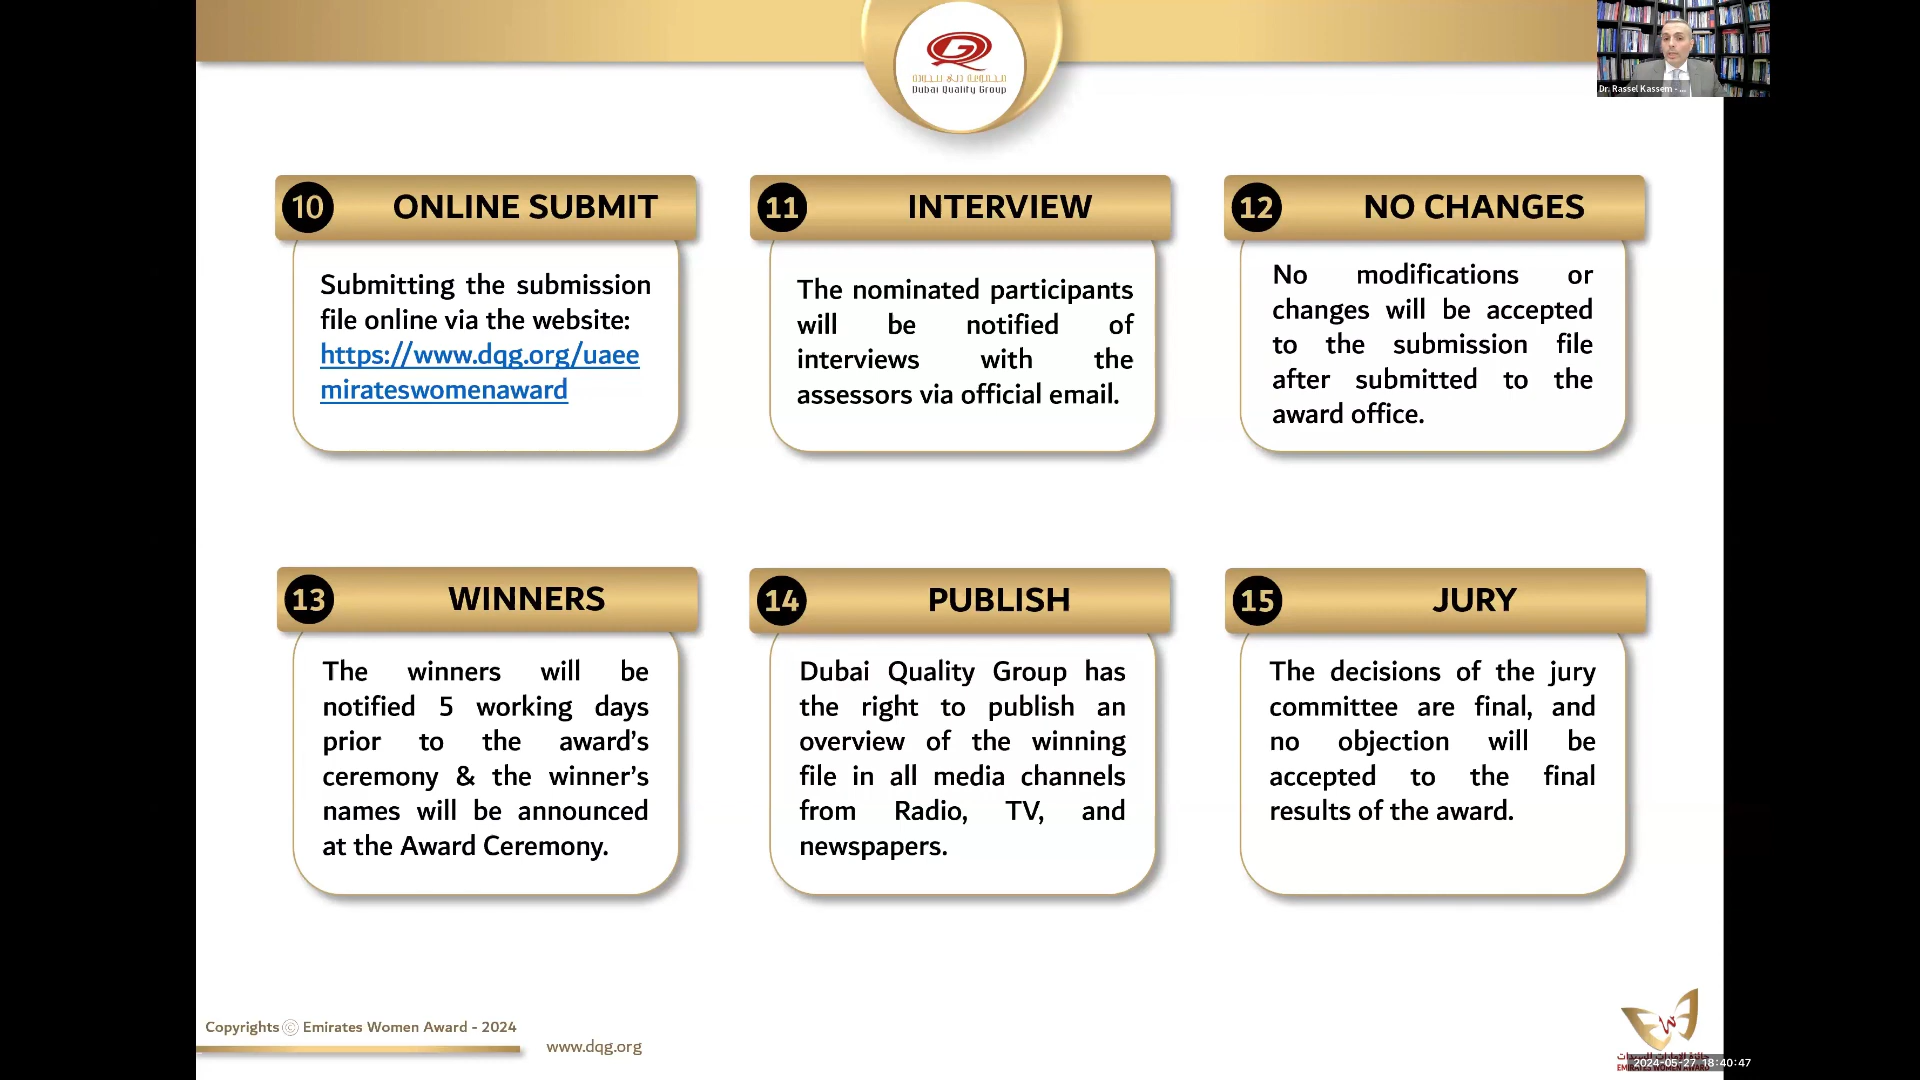 Dubai Quality Group
Dr. Rassel Kassem - ...
10 ONLINE SUBMIT
Submitting the submission
file online via the website:
https://www.dqg.org/uaee
mirateswomenaward
11 INTERVIEW
The nominated participants
will be notified of
interviews with the
assessors via official email.
12 NO CHANGES
No modifications or
changes will be accepted
to the submission file
after submitted to the
award office.
13 WINNERS
The winners will be
notified 5 working days
prior to the award’s
ceremony & the winner’s
names will be announced
at the Award Ceremony.
14 PUBLISH
Dubai Quality Group has
the right to publish an
overview of the winning
file in all media channels
from Radio, TV, and
newspapers.
15 JURY
The decisions of the jury
committee are final, and
no objection will be
accepted to the final
results of the award.
Copyrights © Emirates Women Award - 2024
www.dqg.org
EWA
EMIRATES WOMEN AWARD
2024-05-27 18:40:47